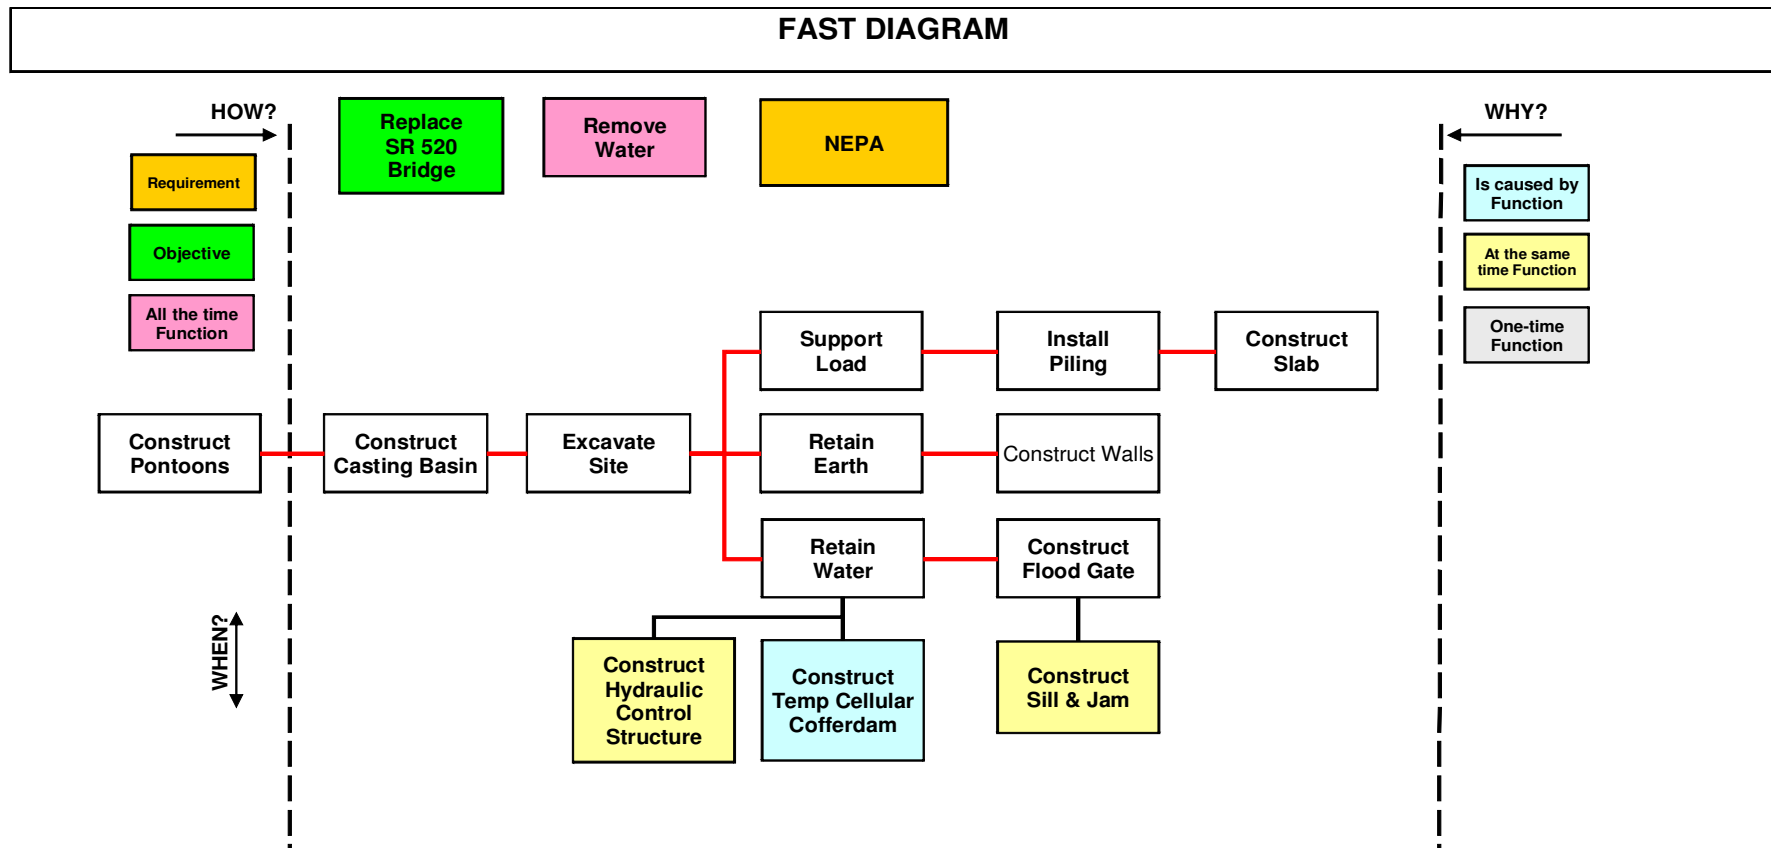 FAST DIAGRAM
HOW?
WHY?
Replace
SR 520
Bridge
Remove
Water
NEPA
Requirement
Objective
All the time
Function
Is caused by
Function
At the same
time Function
One-time
Function
Support
Load
Install
Piling
Construct
Slab
Construct
Pontoons
Construct
Casting Basin
Excavate
Site
Retain
Earth
Construct Walls
Retain
Water
Construct
Flood Gate
WHEN?
Construct
Hydraulic
Control
Structure
Construct
Temp Cellular
Cofferdam
Construct
Sill & Jam